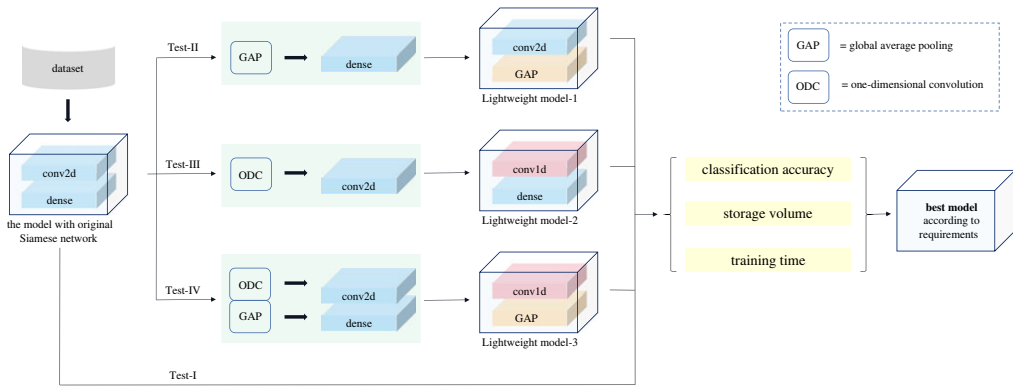 dataset
conv2d
dense
the model with original
Siamese network
Test-II
GAP
dense
conv2d
GAP
Lightweight model-1
Test-III
ODC
conv2d
conv1d
dense
Lightweight model-2
Test-IV
ODC
GAP
conv2d
dense
conv1d
GAP
Lightweight model-3
Test-I
GAP
= global average pooling
ODC
= one-dimensional convolution
classification accuracy
storage volume
training time
best model
according to
requirements